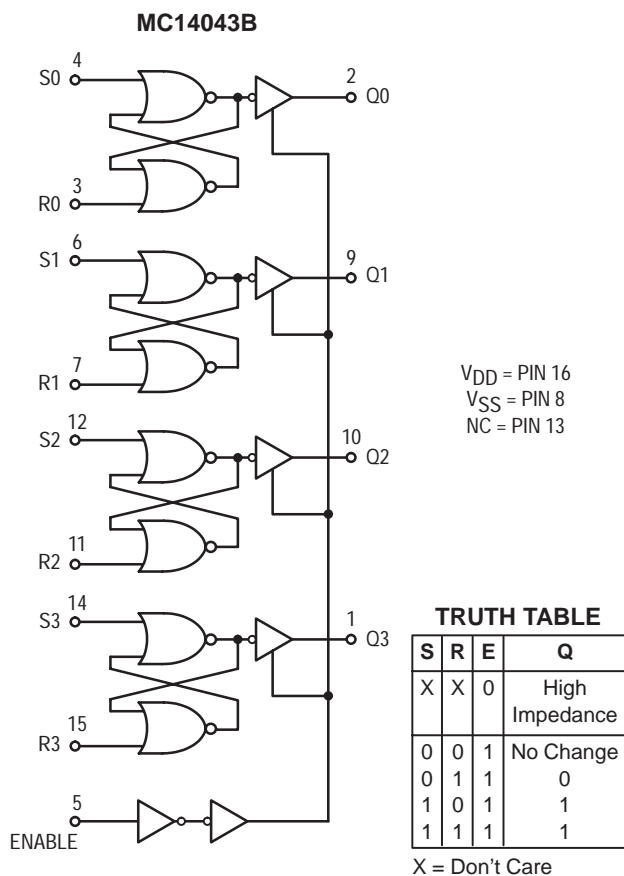 MC14043B
4
S0
2
Q0
3
R0
6
S1
9
Q1
7
R1
12
S2
10
Q2
11
R2
14
S3
1
Q3
15
R3
5
ENABLE
VDD = PIN 16
VSS = PIN 8
NC = PIN 13
TRUTH TABLE
S R E Q
X X 0 High
Impedance
0 0 1 No Change
0 1 1 0
1 0 1 1
1 1 1 1
X = Don't Care